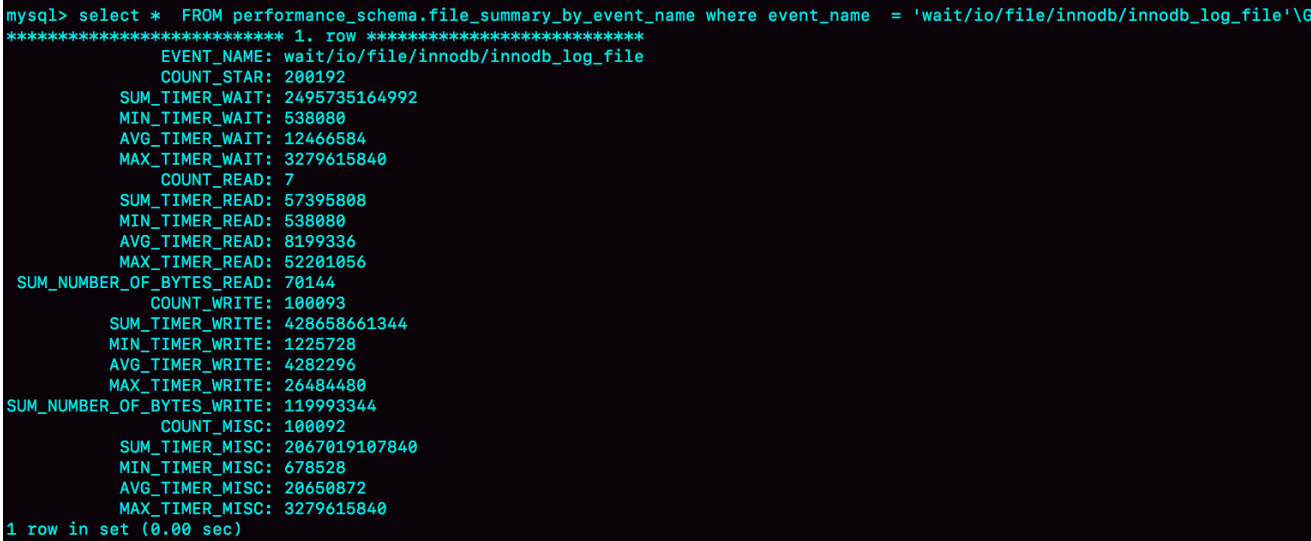 mysql> select *  FROM performance_schema.file_summary_by_event_name where event_name  = 'wait/io/file/innodb/innodb_log_file'\G
*************************** 1. row ***************************
               EVENT_NAME: wait/io/file/innodb/innodb_log_file
               COUNT_STAR: 200192
           SUM_TIMER_WAIT: 2495735164992
           MIN_TIMER_WAIT: 538080
           AVG_TIMER_WAIT: 12466584
           MAX_TIMER_WAIT: 3279615840
               COUNT_READ: 7
           SUM_TIMER_READ: 57395808
           MIN_TIMER_READ: 538080
           AVG_TIMER_READ: 8199336
           MAX_TIMER_READ: 52201056
 SUM_NUMBER_OF_BYTES_READ: 70144
              COUNT_WRITE: 100093
          SUM_TIMER_WRITE: 428658661344
          MIN_TIMER_WRITE: 1225728
          AVG_TIMER_WRITE: 4282296
          MAX_TIMER_WRITE: 26484480
SUM_NUMBER_OF_BYTES_WRITE: 119993344
               COUNT_MISC: 100092
           SUM_TIMER_MISC: 2067019107840
           MIN_TIMER_MISC: 678528
           AVG_TIMER_MISC: 20650872
           MAX_TIMER_MISC: 3279615840
1 row in set (0.00 sec)